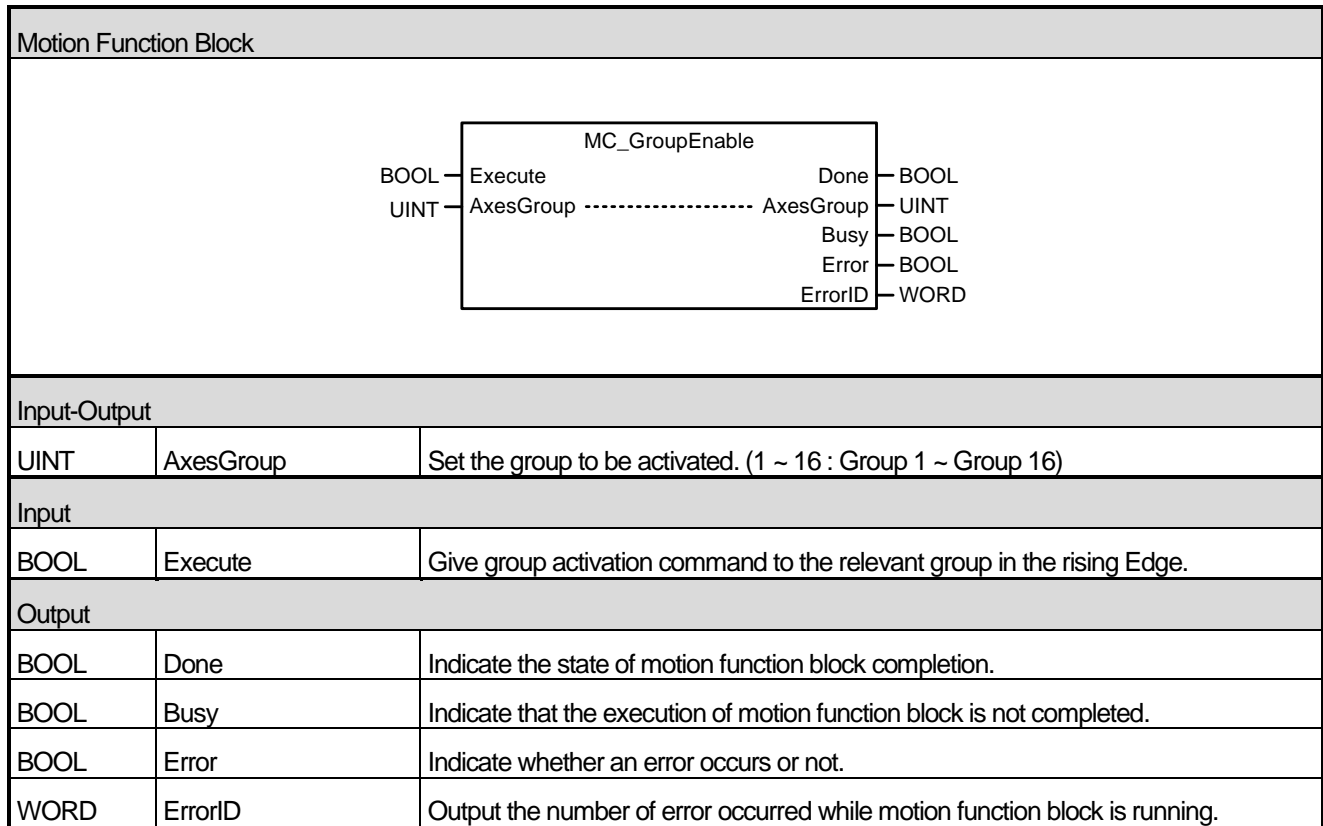 Motion Function Block
MC_GroupEnable
BOOL Execute Done BOOL
UINT AxesGroup AxesGroup UINT
Busy BOOL
Error BOOL
ErrorID WORD
Input-Output
UINT AxesGroup Set the group to be activated. (1 ~ 16 : Group 1 ~ Group 16)
Input
BOOL Execute Give group activation command to the relevant group in the rising Edge.
Output
BOOL Done Indicate the state of motion function block completion.
BOOL Busy Indicate that the execution of motion function block is not completed.
BOOL Error Indicate whether an error occurs or not.
WORD ErrorID Output the number of error occurred while motion function block is running.